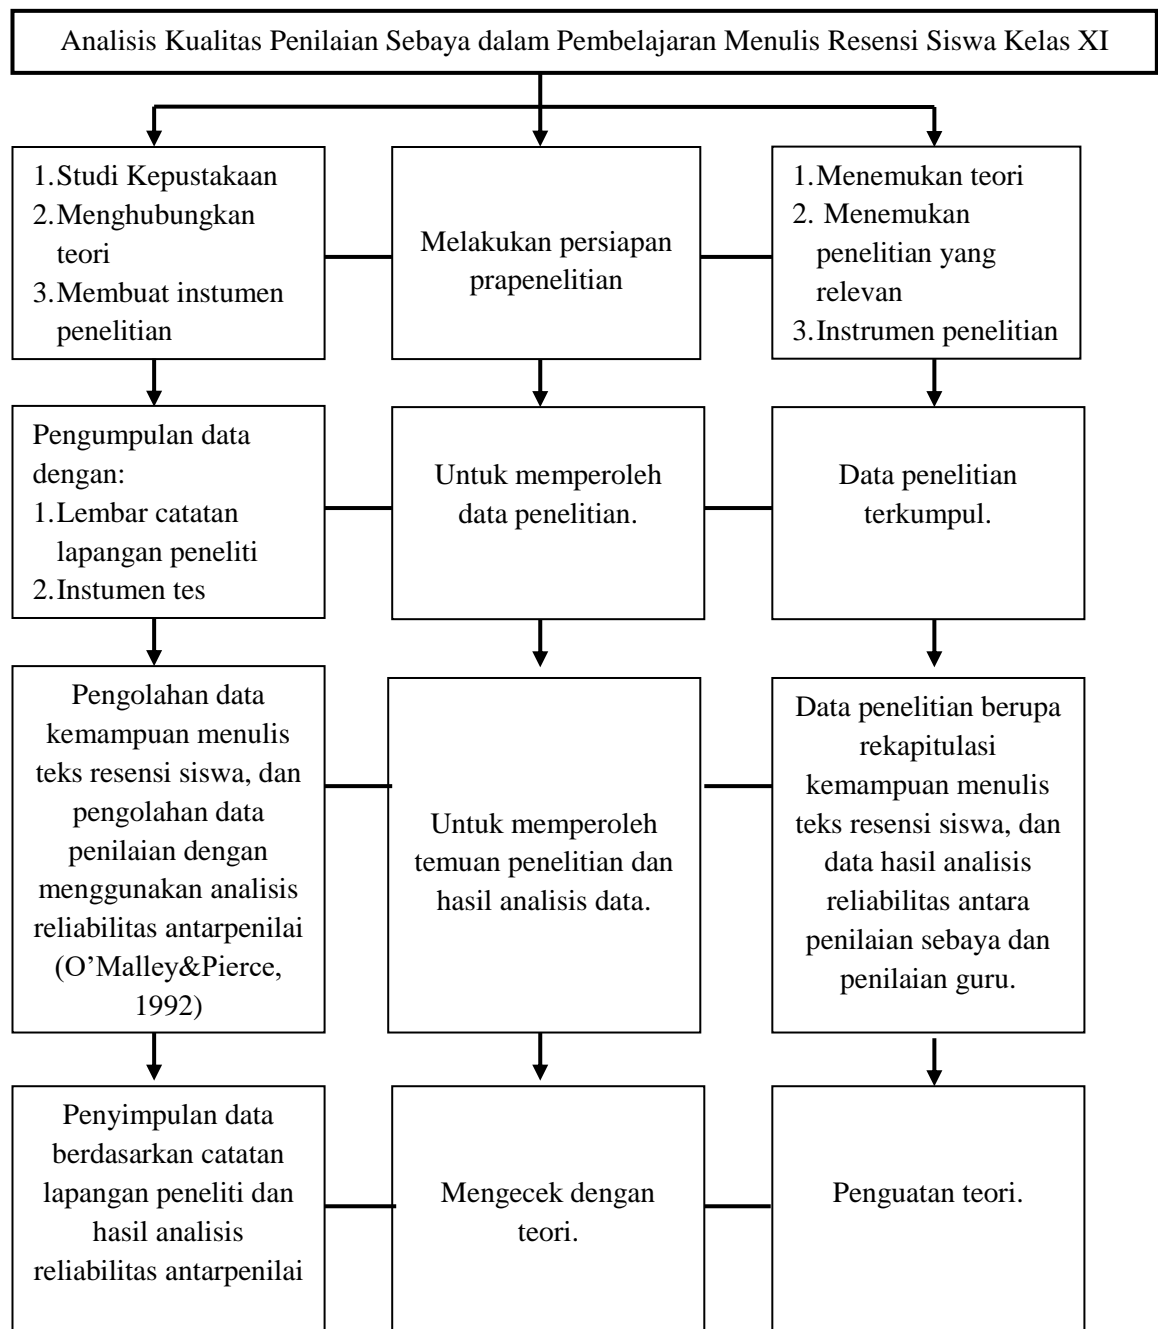 Analisis Kualitas Penilaian Sebaya dalam Pembelajaran Menulis Resensi Siswa Kelas XI
1. Studi Kepustakaan
2. Menghubungkan
teori
3. Membuat instumen
penelitian
Melakukan persiapan
prapenelitian
1. Menemukan teori
2. Menemukan
penelitian yang
relevan
3. Instrumen penelitian
Pengumpulan data
dengan:
1. Lembar catatan
lapangan peneliti
2. Instumen tes
Untuk memperoleh
data penelitian.
Data penelitian
terkumpul.
Pengolahan data
kemampuan menulis
teks resensi siswa, dan
pengolahan data
penilaian dengan
menggunakan analisis
reliabilitas antarpenilai
(O’Malley&Pierce,
1992)
Untuk memperoleh
temuan penelitian dan
hasil analisis data.
Data penelitian berupa
rekapitulasi
kemampuan menulis
teks resensi siswa, dan
data hasil analisis
reliabilitas antara
penilaian sebaya dan
penilaian guru.
Penyimpulan data
berdasarkan catatan
lapangan peneliti dan
hasil analisis
reliabilitas antarpenilai
Mengecek dengan
teori.
Penguatan teori.